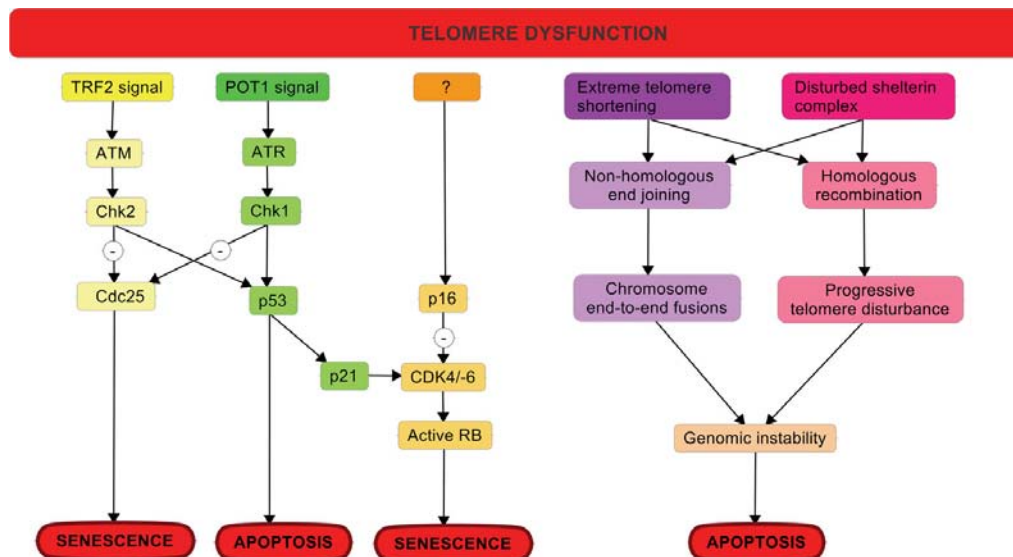 TELOMERE DYSFUNCTION
TRF2 signal
POT1 signal
?
Extreme telomere
shortening
Disturbed shelterin
complex
ATM
ATR
Non-homologous
end joining
Homologous
recombination
Chk2
Chk1
-
-
Cdc25
p53
p16
Chromosome
end-to-end fusions
Progressive
telomere disturbance
-
p21
CDK4/-6
Active RB
Genomic instability
SENESCENCE
APOPTOSIS
SENESCENCE
APOPTOSIS